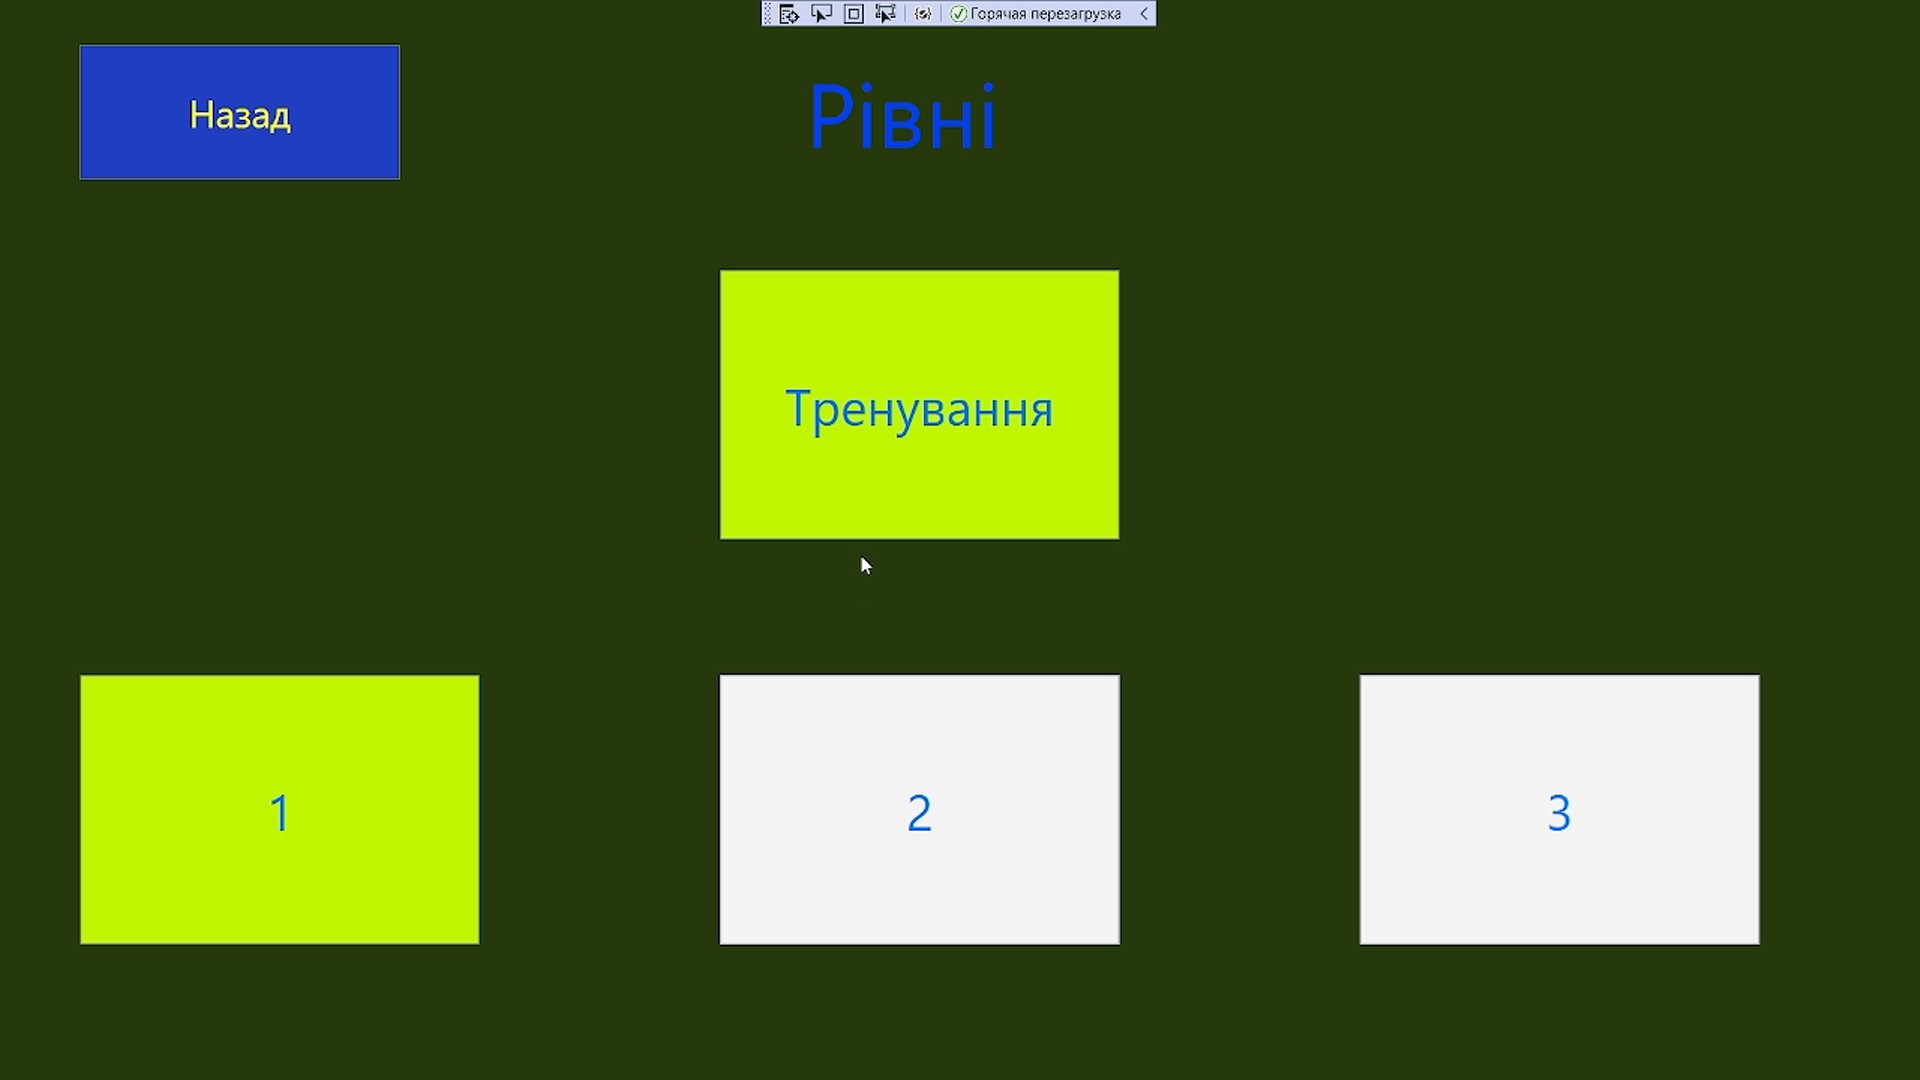 Горячая перезагрузка
Назад
Рівні
Тренування
1
2
3